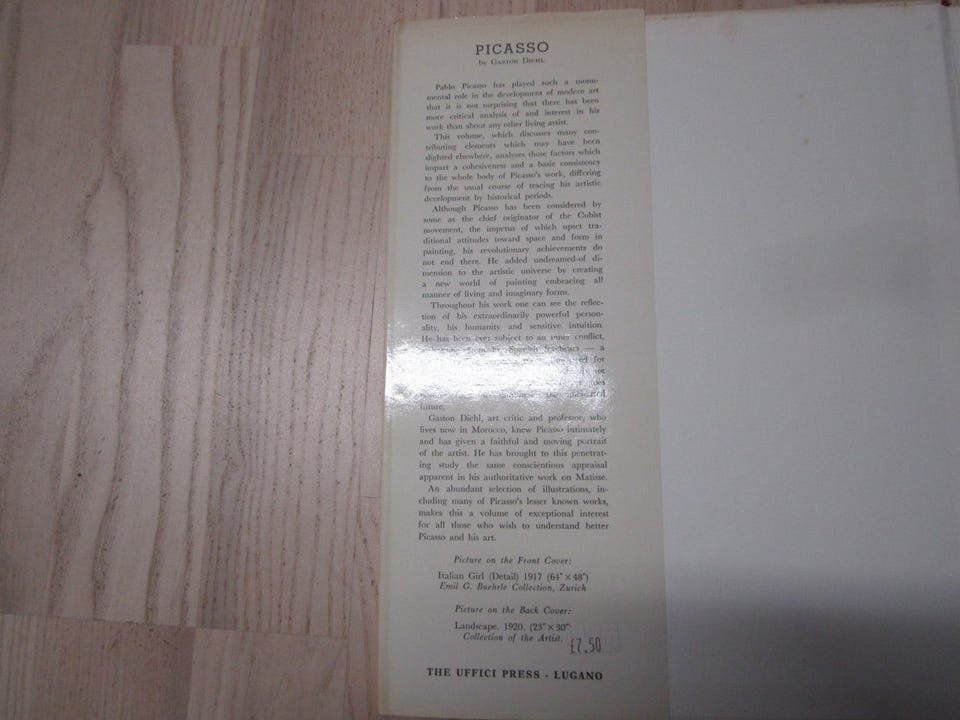 PICASSO
by GASTON DIEHL
Pablo Picasso has played such a monu-
mental role in the development of modern art
that it is not surprising that there has been
more critical analysis of and interest in his
work than about any other living artist.
This volume, which discusses many con-
tributing elements which may have been
slighted elsewhere, analyses those factors which
impart a cohesiveness and a basic consistency
to the whole body of Picasso's work, differing
from the usual course of tracing his artistic
development by historical periods.
Although Picasso has been considered by
some as the chief originator of the Cubist
movement, the impetus of which upset tra-
ditional attitudes toward space and form in
painting, his revolutionary achievements do
not end there. He added undreamed-of di-
mension to the artistic universe by creating
a new world of painting embracing all
manner of living and imaginary forms.
Throughout his work one can see the reflec-
tion of his extraordinarily powerful person-
ality, his humanity and sensitive intuition.
He has been ever subject to an inner conflict,
from his Spanish forebears — a
for
future.
Gaston Diehl, art critic and professor, who
lives now in Morocco, knew Picasso intimately
and has given a faithful and moving portrait
of the artist. He has brought to this penetrat-
ing study the same conscientious appraisal
apparent in his authoritative work on Matisse.
An abundant selection of illustrations, in-
cluding many of Picasso's lesser known works,
makes this a volume of exceptional interest
for all those who wish to understand better
Picasso and his art.
Picture on the Front Cover:
Italian Girl (Detail) 1917 (64" × 48")
Emil G. Buehrle Collection, Zurich
Picture on the Back Cover:
Landscape. 1920. (23" × 30"
Collection of the Artist.
£7.50
THE UFFICI PRESS - LUGANO